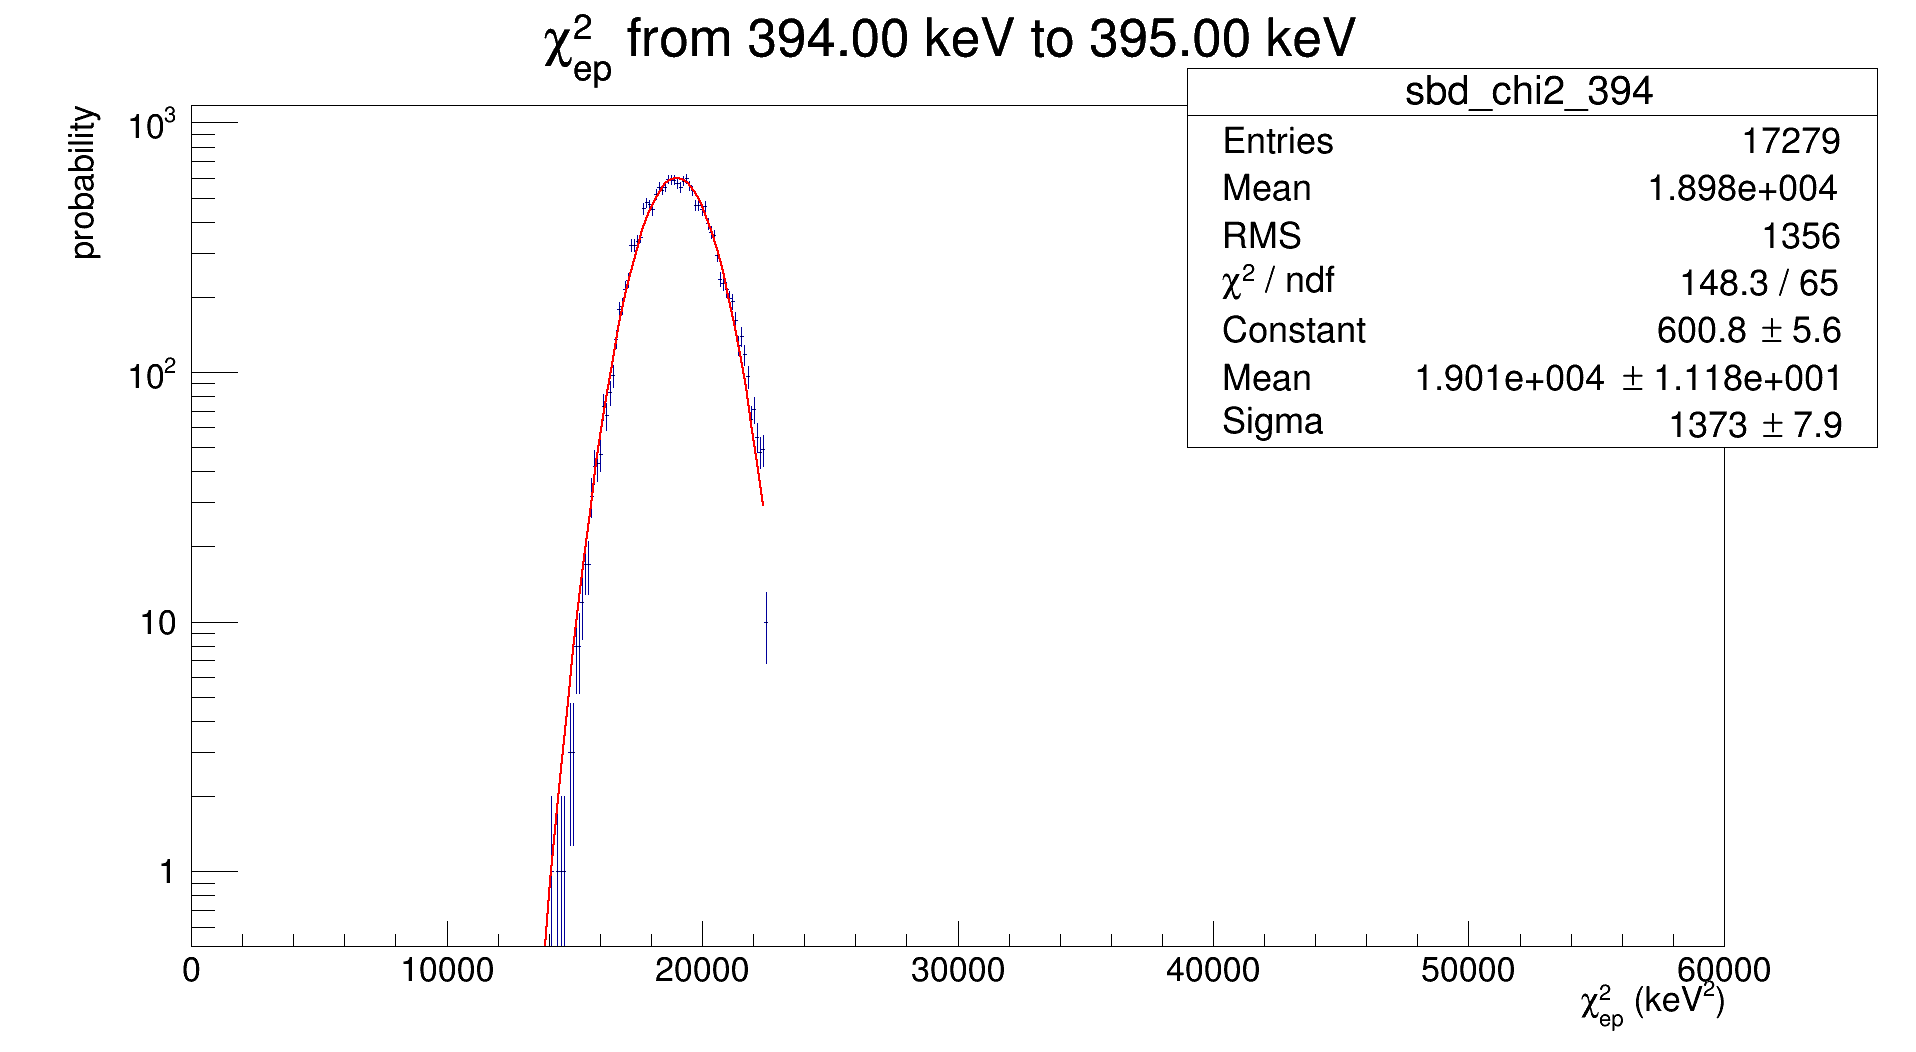 χ²ep from 394.00 keV to 395.00 keV
sbd_chi2_394
Entries 17279
Mean 1.898e+004
RMS 1356
χ² / ndf 148.3 / 65
Constant 600.8 ± 5.6
Mean 1.901e+004 ± 1.118e+001
Sigma 1373 ± 7.9
probability
10³
10²
10
1
0 10000 20000 30000 40000 50000 60000
χ²ep (keV²)